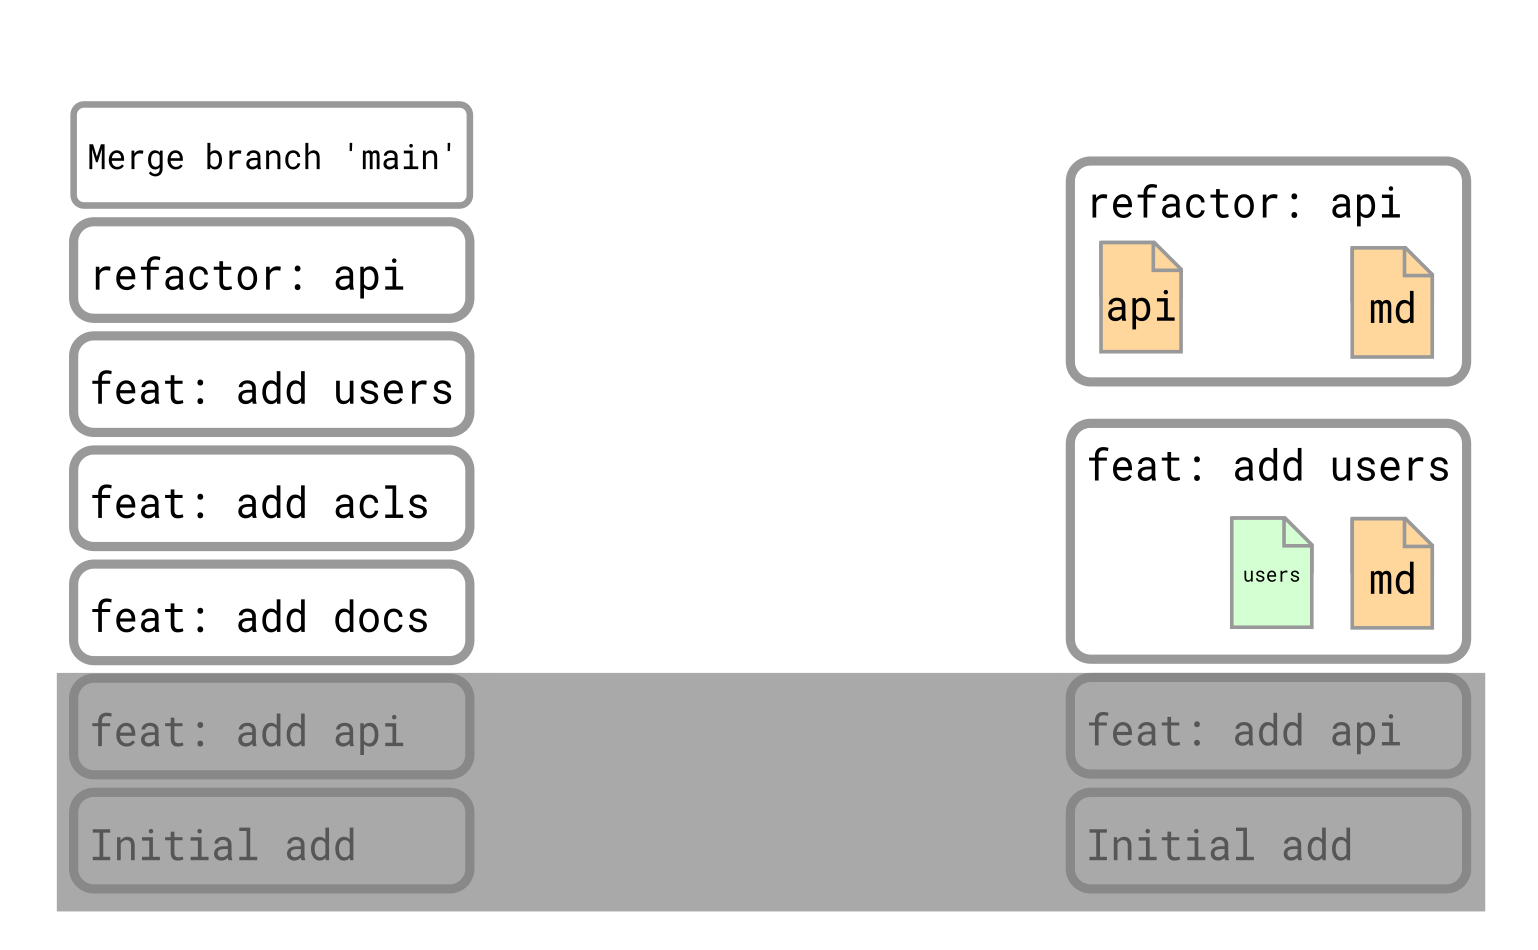 Merge branch 'main'
refactor: api
feat: add users
feat: add acls
feat: add docs
feat: add api
Initial add
refactor: api
api
md
feat: add users
users
md
feat: add api
Initial add